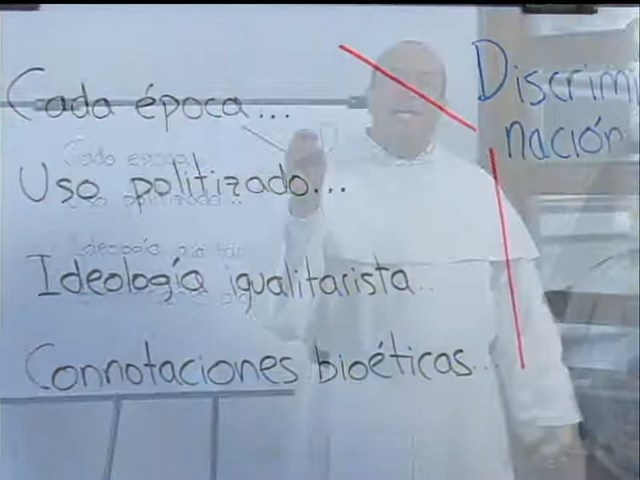 Cada época...
Discrimi
nación
Uso politizado...
Ideología igualitarista...
Connotaciones bioéticas...